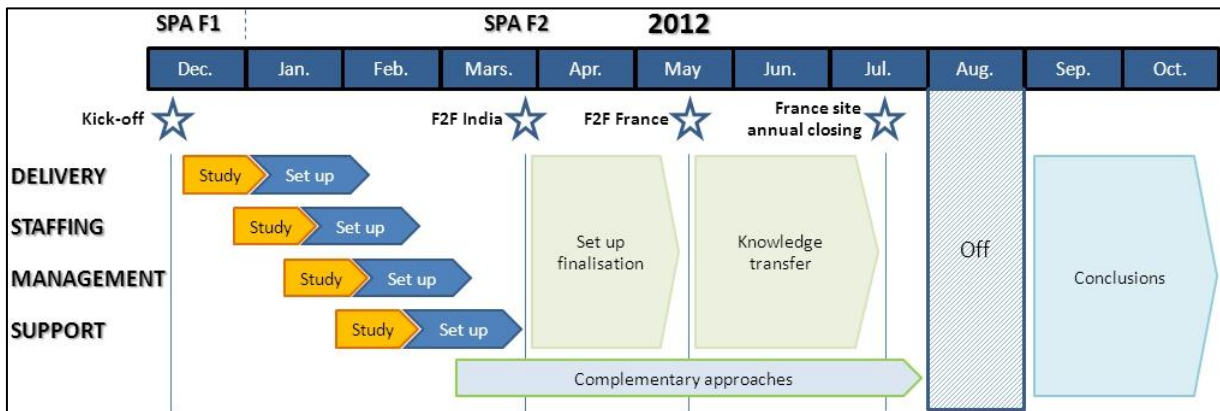 SPA F1
SPA F2
2012
Dec.
Jan.
Feb.
Mars.
Apr.
May
Jun.
Jul.
Aug.
Sep.
Oct.
Kick-off
F2F India
F2F France
France site
annual closing
DELIVERY
Study
Set up
STAFFING
Study
Set up
MANAGEMENT
Study
Set up
SUPPORT
Study
Set up
Set up
finalisation
Knowledge
transfer
Off
Conclusions
Complementary approaches